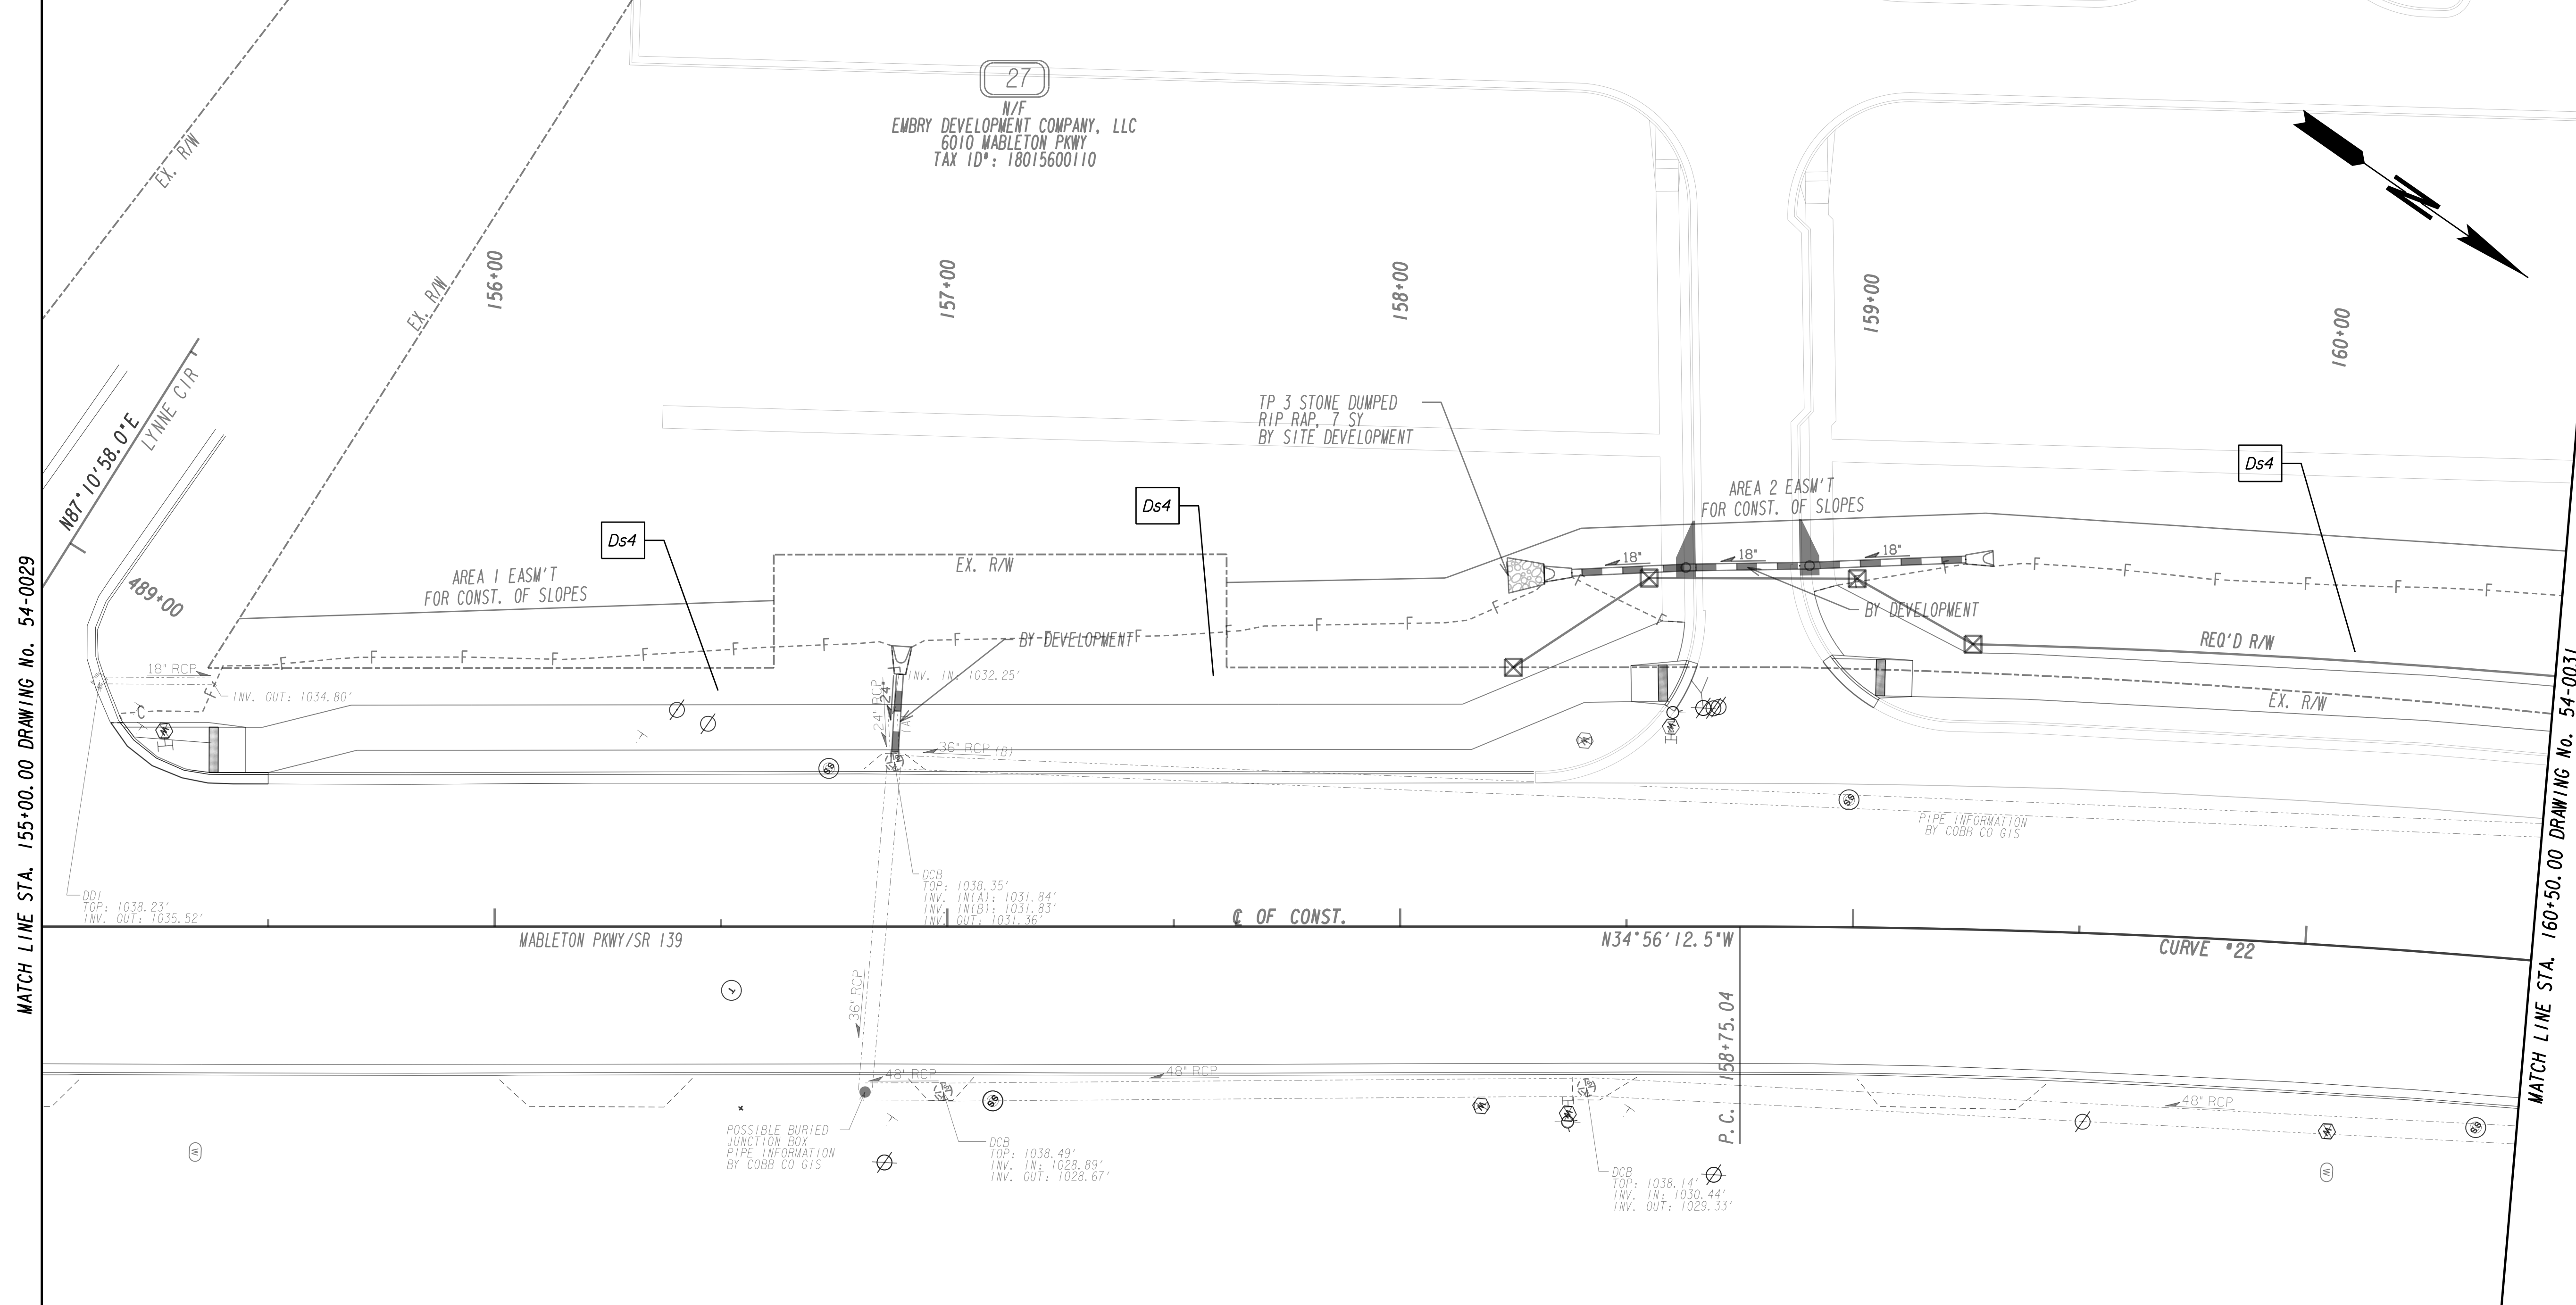 27
N/F
EMBRY DEVELOPMENT COMPANY, LLC
6010 MABLETON PKWY
TAX ID#: 18015600110
N
EX. R/W
EX. R/W
156+00
157+00
158+00
159+00
160+00
LYNNE CIR
N87°10'58.0"E
489+00
TP 3 STONE DUMPED
RIP RAP, 7 SY
BY SITE DEVELOPMENT
Ds4
Ds4
Ds4
AREA 2 EASM'T
FOR CONST. OF SLOPES
AREA 1 EASM'T
FOR CONST. OF SLOPES
EX. R/W
18"
18"
18"
BY DEVELOPMENT
BY DEVELOPMENT
REQ'D R/W
EX. R/W
F F F F F F F F F F F F F F F F F F F F F F
C
18" RCP
INV. OUT: 1034.80'
INV. IN: 1032.25'
24" RCP
24"
(A)
36" RCP (B)
SS
SS
PIPE INFORMATION
BY COBB CO GIS
DDI
TOP: 1038.23'
INV. OUT: 1035.52'
DCB
TOP: 1038.35'
INV. IN(A): 1031.84'
INV. IN(B): 1031.83'
INV. OUT: 1031.36'
℄ OF CONST.
MABLETON PKWY/SR 139
N34°56'12.5"W
CURVE #22
P.C. 158+75.04
T
36" RCP
48" RCP
48" RCP
48" RCP
SS
SS
W
W
W
W
POSSIBLE BURIED
JUNCTION BOX
PIPE INFORMATION
BY COBB CO GIS
DCB
TOP: 1038.49'
INV. IN: 1028.89'
INV. OUT: 1028.67'
DCB
TOP: 1038.14'
INV. IN: 1030.44'
INV. OUT: 1029.33'
MATCH LINE STA. 155+00.00 DRAWING No. 54-0029
MATCH LINE STA. 160+50.00 DRAWING No. 54-0031